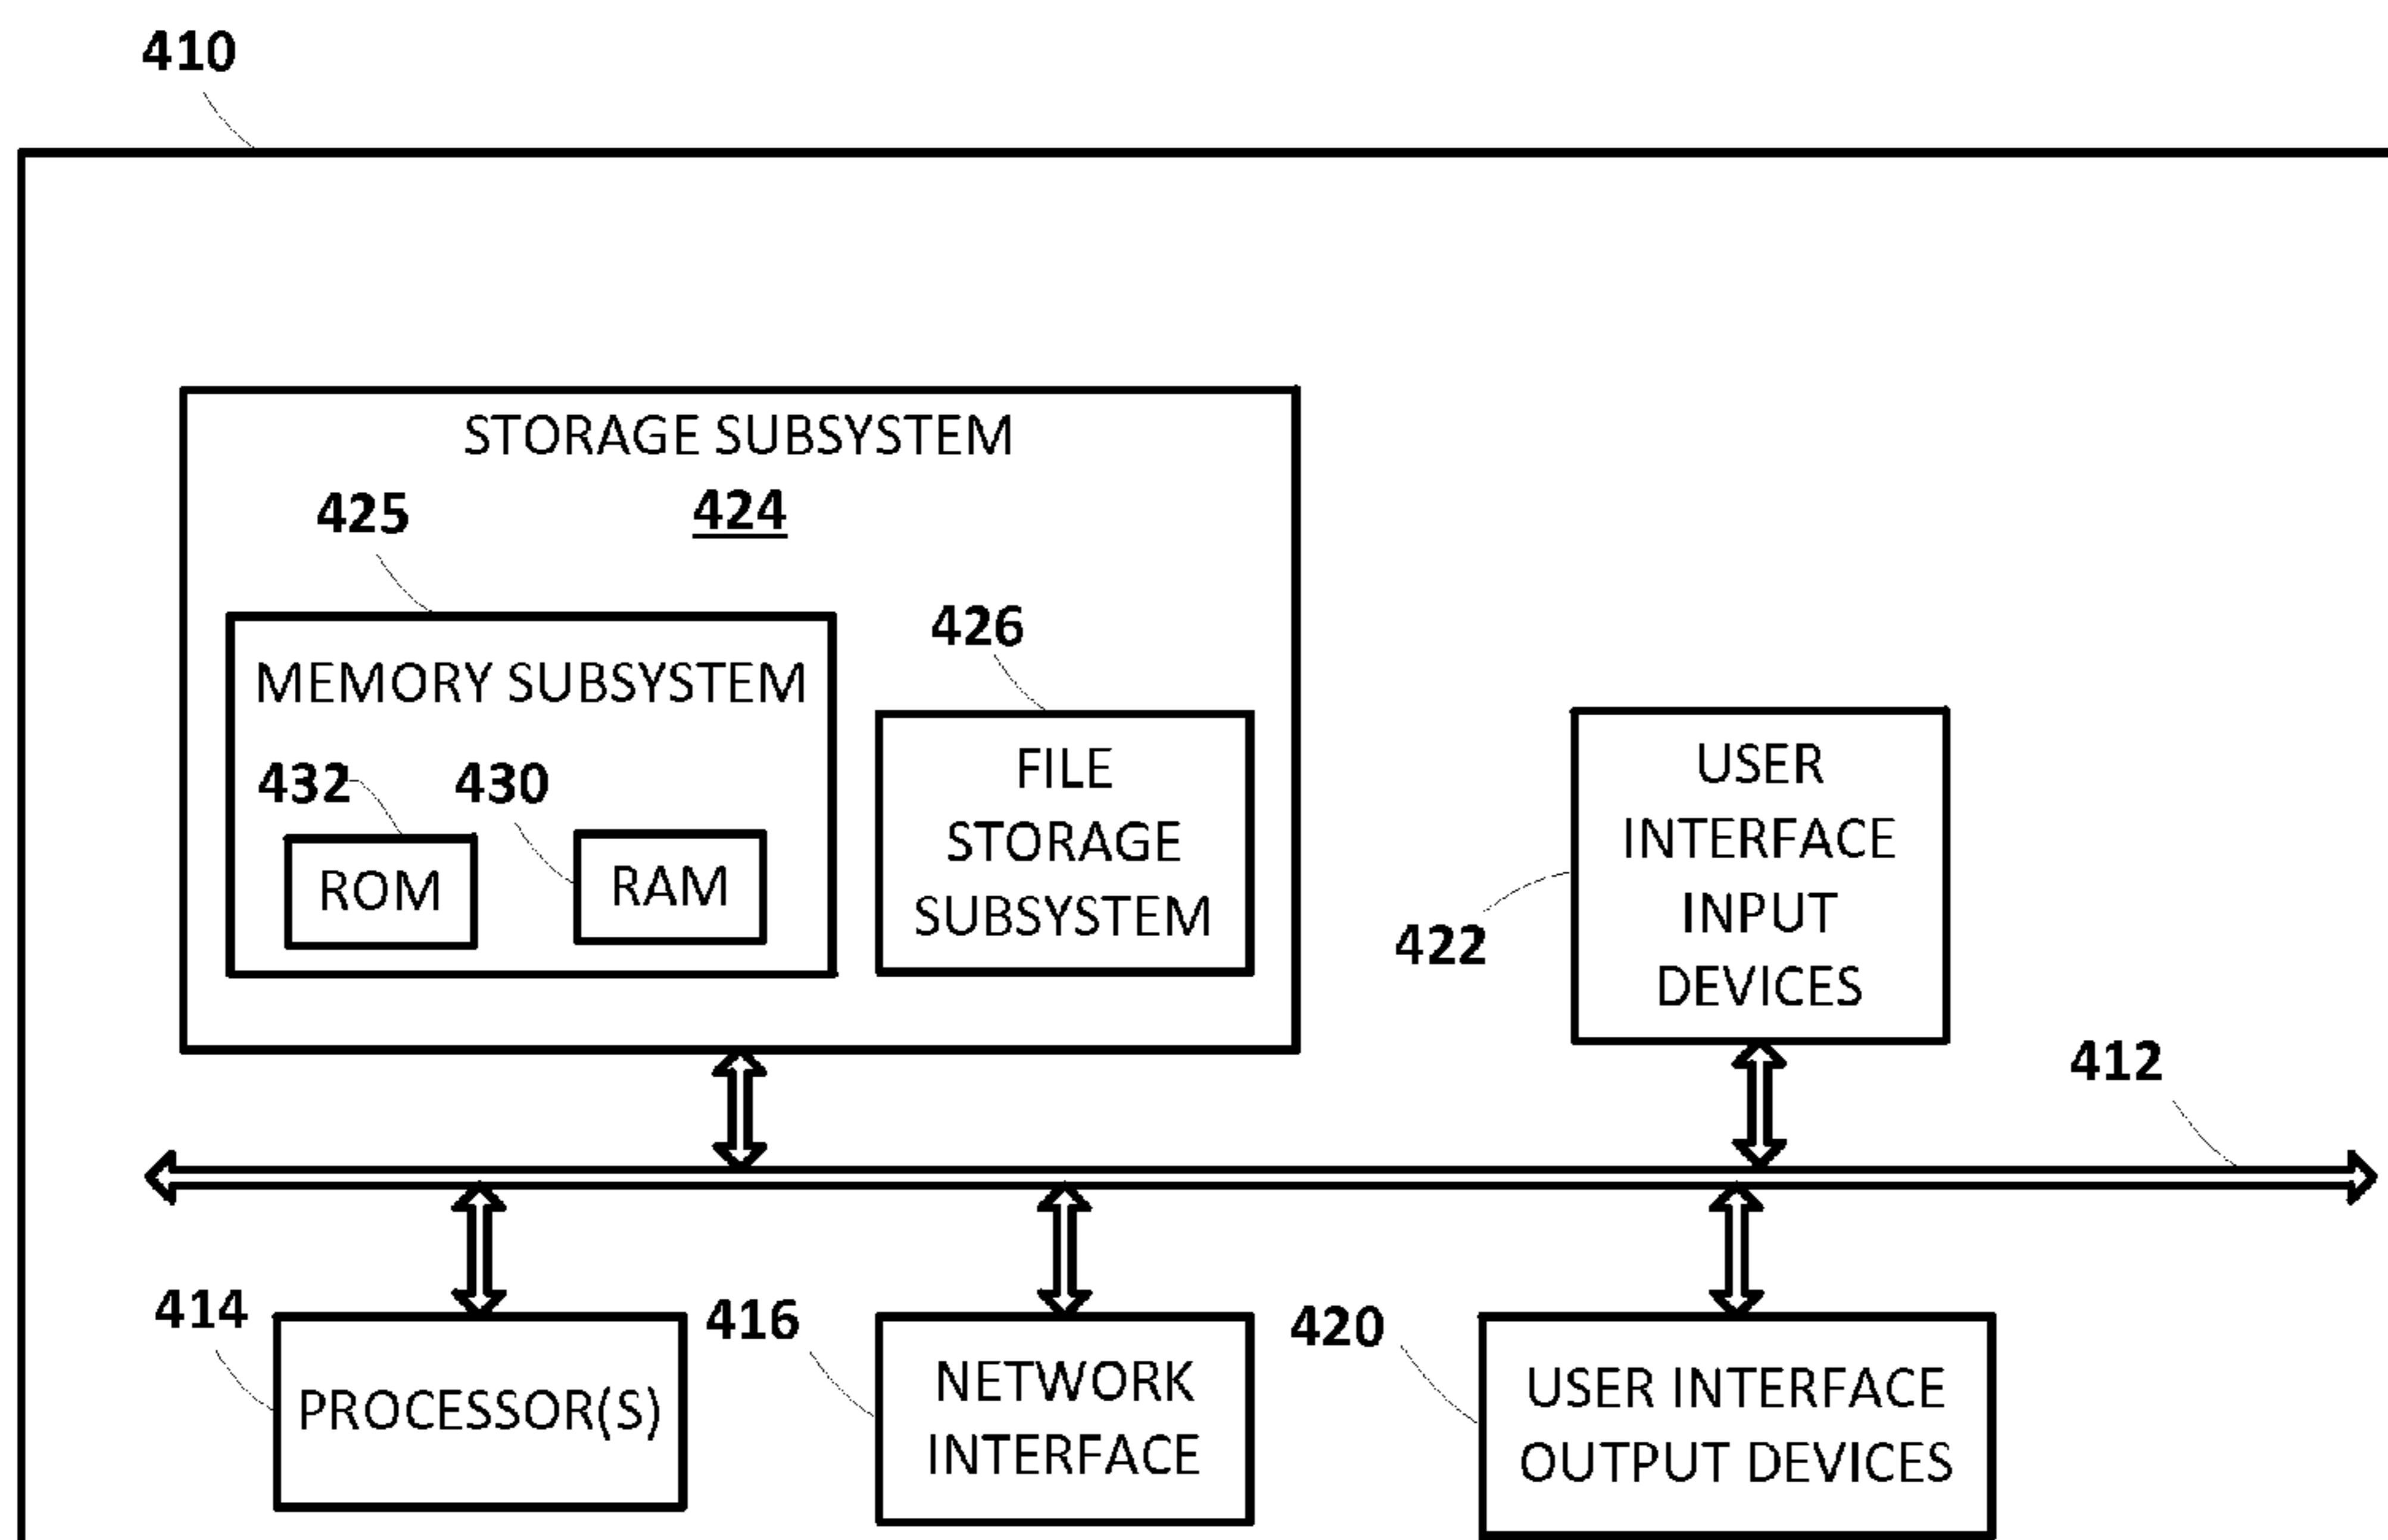 410
STORAGE SUBSYSTEM
424
425
MEMORY SUBSYSTEM
432
430
ROM
RAM
426
FILE
STORAGE
SUBSYSTEM
USER
INTERFACE
INPUT
DEVICES
422
412
414
PROCESSOR(S)
416
NETWORK
INTERFACE
420
USER INTERFACE
OUTPUT DEVICES